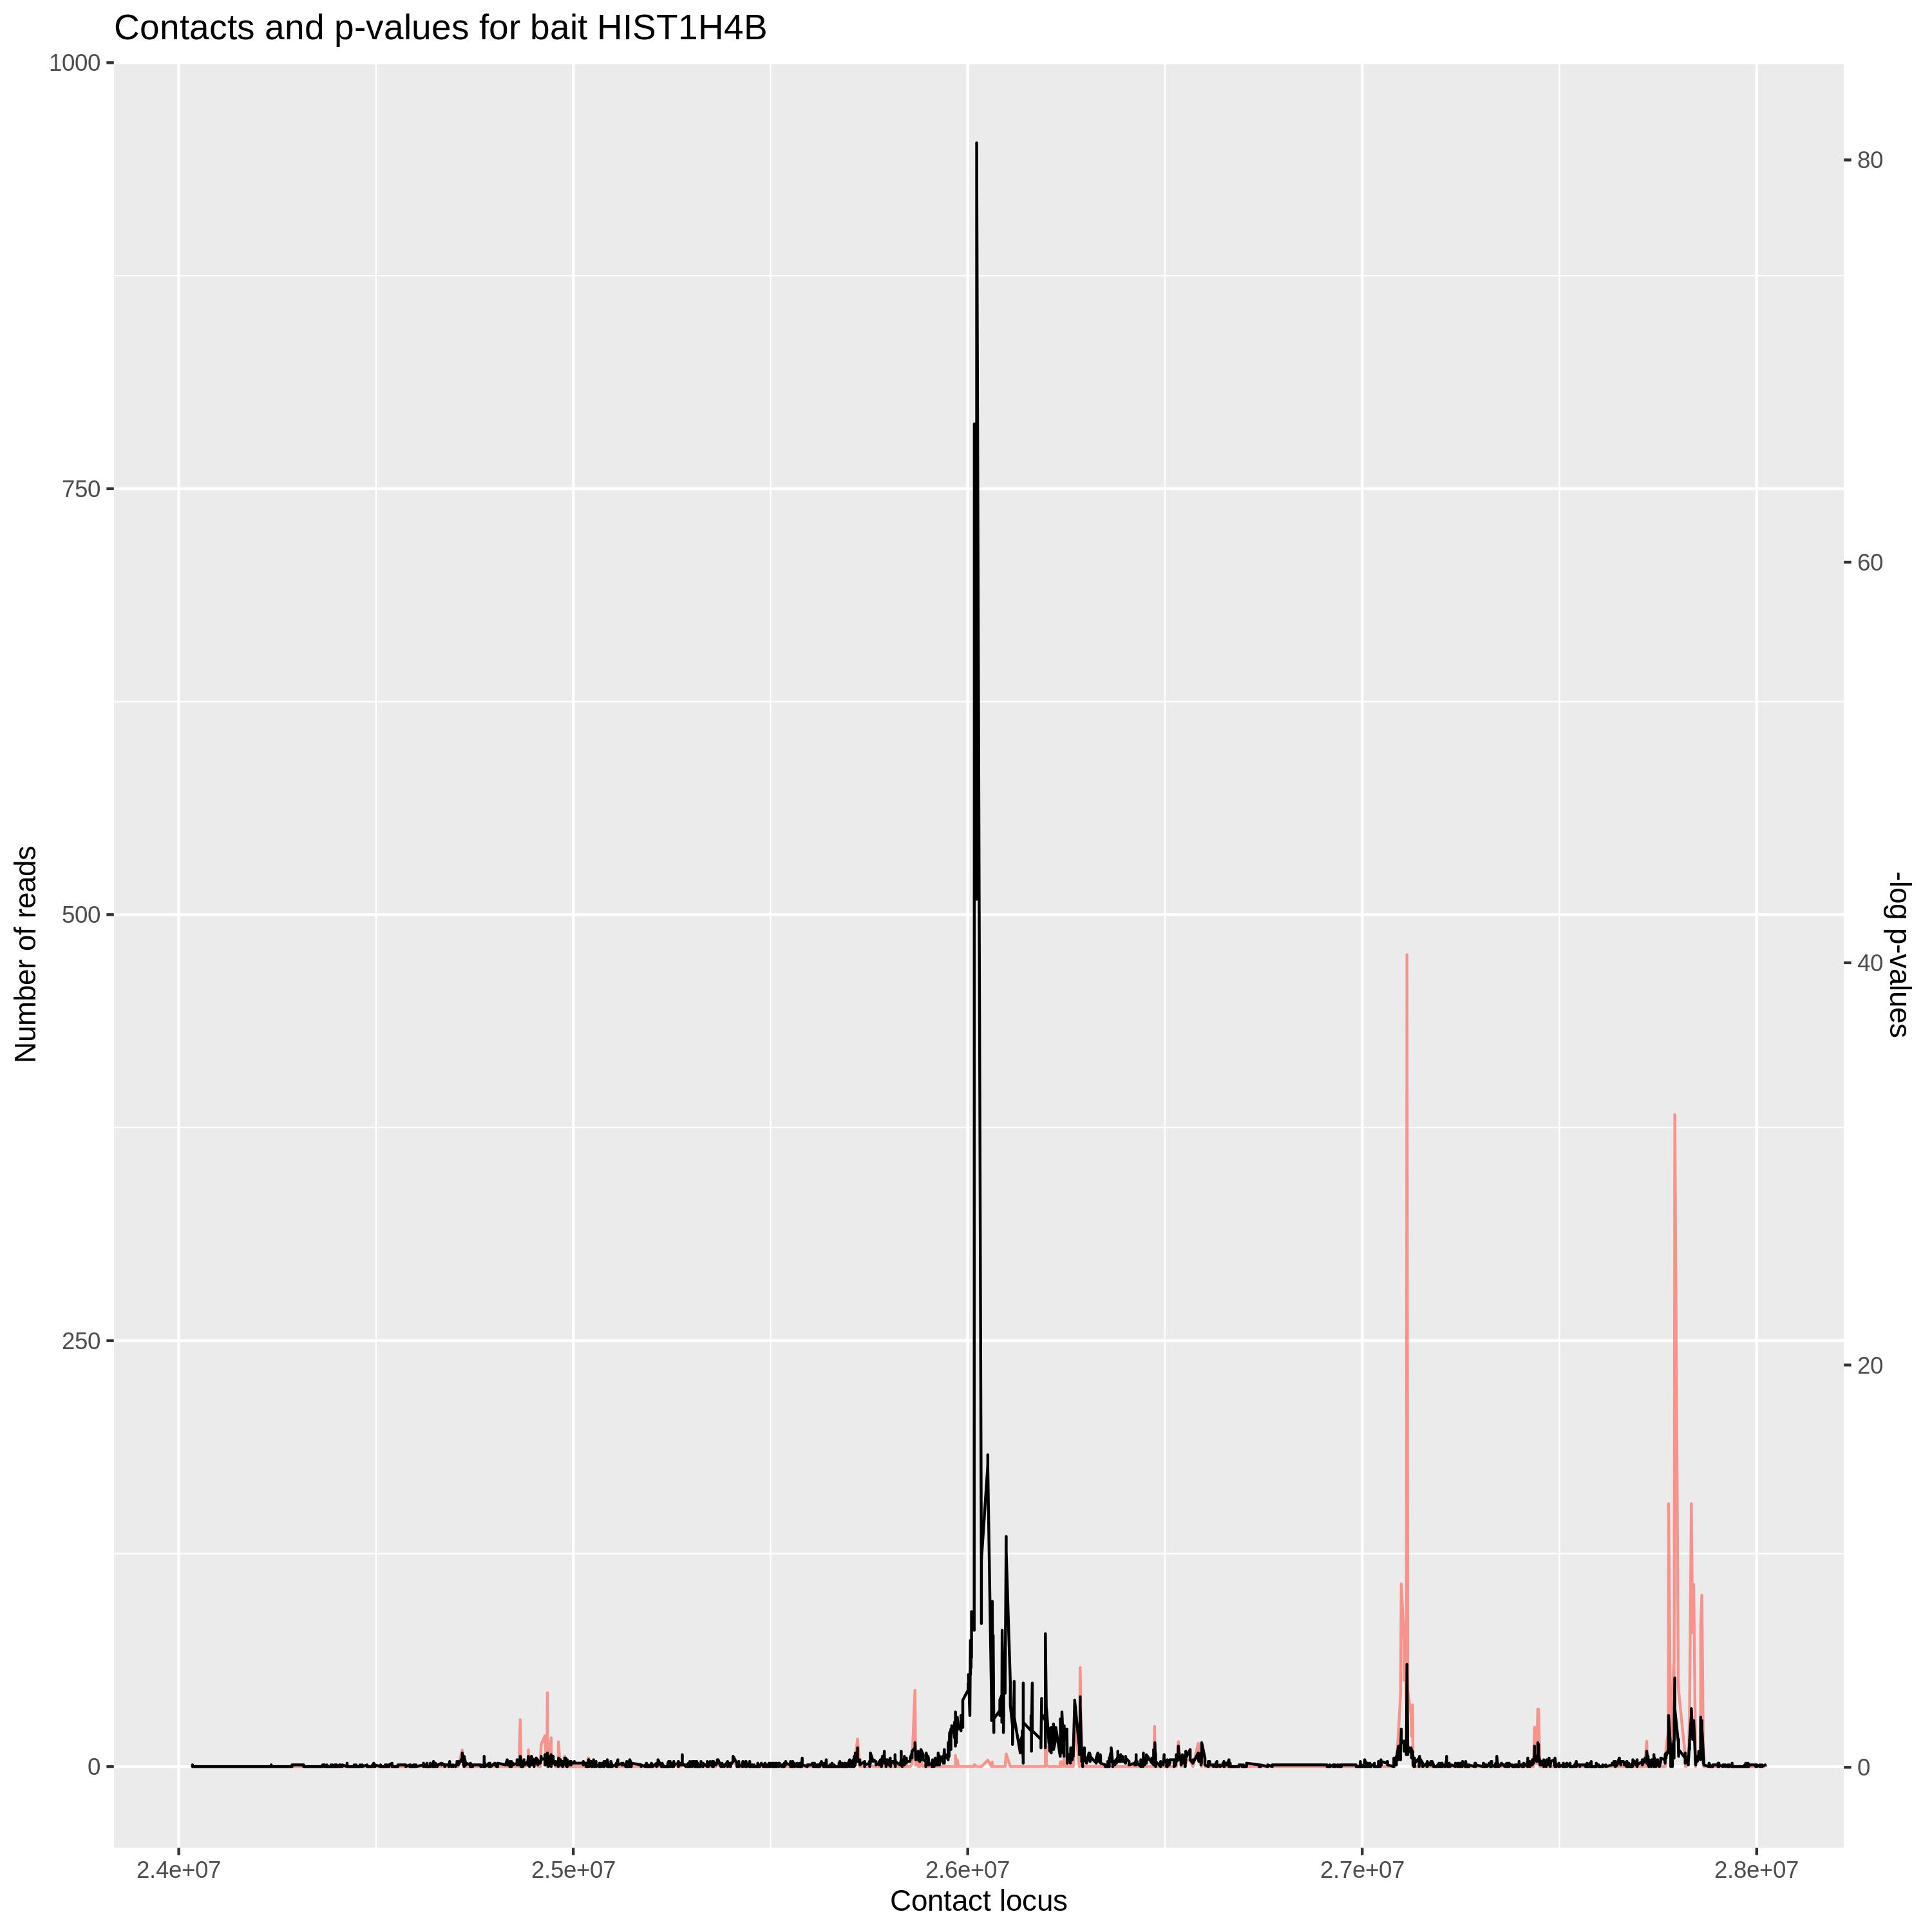 Contacts and p-values for bait HIST1H4B
1000
750
500
250
0
Number of reads
80
60
40
20
0
-log p-values
2.4e+07
2.5e+07
2.6e+07
2.7e+07
2.8e+07
Contact locus